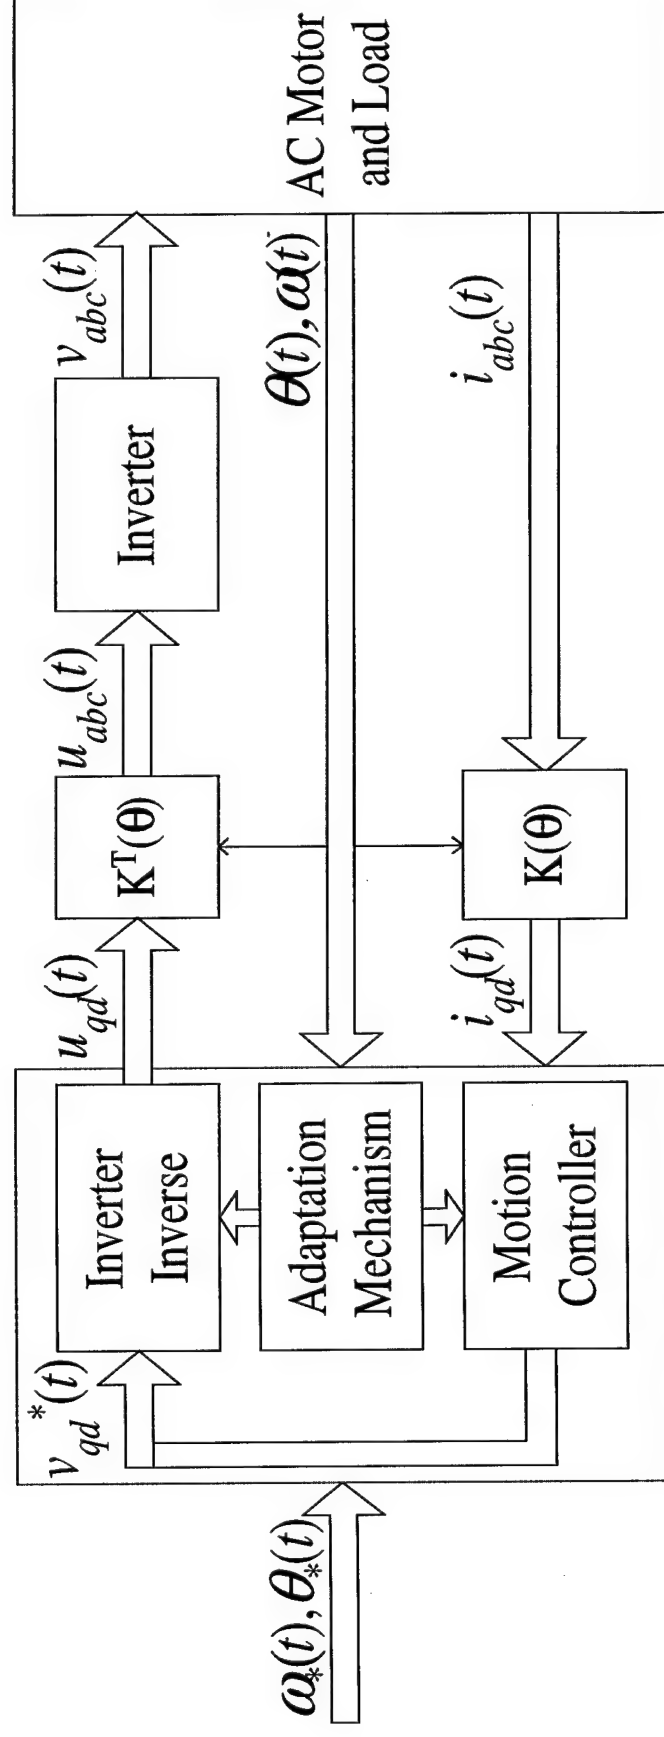 ω*(t), θ*(t)
v_qd*(t)
Inverter
Inverse
Adaptation
Mechanism
Motion
Controller
u_qd(t)
K^T(θ)
u_abc(t)
Inverter
v_abc(t)
θ(t), ω(t)
i_qd(t)
K(θ)
i_abc(t)
AC Motor
and Load